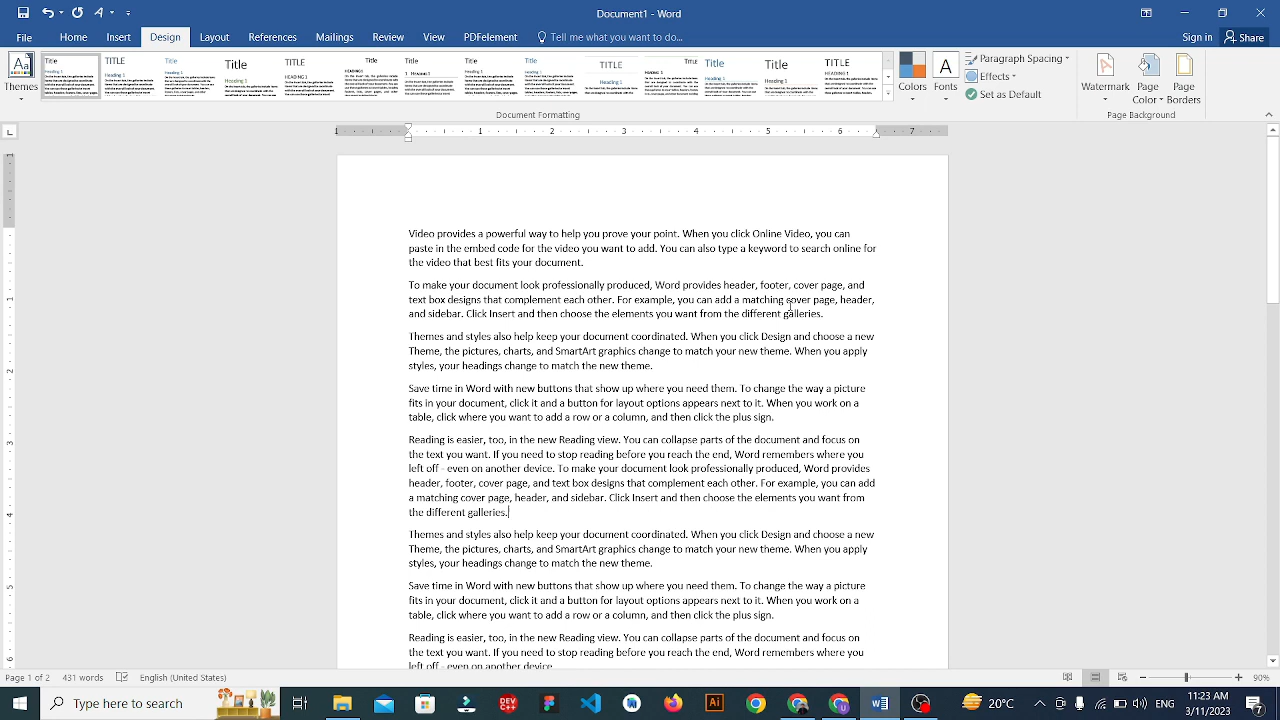 Document1 - Word
File Home Insert Design Layout References Mailings Review View PDFelement Tell me what you want to do... Sign in Share
Themes
Colors
Fonts
Paragraph Spacing
Effects
Set as Default
Watermark
Page Color
Page Borders
Document Formatting
Page Background
Video provides a powerful way to help you prove your point. When you click Online Video, you can
paste in the embed code for the video you want to add. You can also type a keyword to search online for
the video that best fits your document.
To make your document look professionally produced, Word provides header, footer, cover page, and
text box designs that complement each other. For example, you can add a matching cover page, header,
and sidebar. Click Insert and then choose the elements you want from the different galleries.
Themes and styles also help keep your document coordinated. When you click Design and choose a new
Theme, the pictures, charts, and SmartArt graphics change to match your new theme. When you apply
styles, your headings change to match the new theme.
Save time in Word with new buttons that show up where you need them. To change the way a picture
fits in your document, click it and a button for layout options appears next to it. When you work on a
table, click where you want to add a row or a column, and then click the plus sign.
Reading is easier, too, in the new Reading view. You can collapse parts of the document and focus on
the text you want. If you need to stop reading before you reach the end, Word remembers where you
left off - even on another device. To make your document look professionally produced, Word provides
header, footer, cover page, and text box designs that complement each other. For example, you can add
a matching cover page, header, and sidebar. Click Insert and then choose the elements you want from
the different galleries.
Themes and styles also help keep your document coordinated. When you click Design and choose a new
Theme, the pictures, charts, and SmartArt graphics change to match your new theme. When you apply
styles, your headings change to match the new theme.
Save time in Word with new buttons that show up where you need them. To change the way a picture
fits in your document, click it and a button for layout options appears next to it. When you work on a
table, click where you want to add a row or a column, and then click the plus sign.
Reading is easier, too, in the new Reading view. You can collapse parts of the document and focus on
the text you want. If you need to stop reading before you reach the end, Word remembers where you
left off - even on another device.
Page 1 of 2 431 words English (United States) 90%
Type here to search
20°C
11:23 AM
3/11/2023